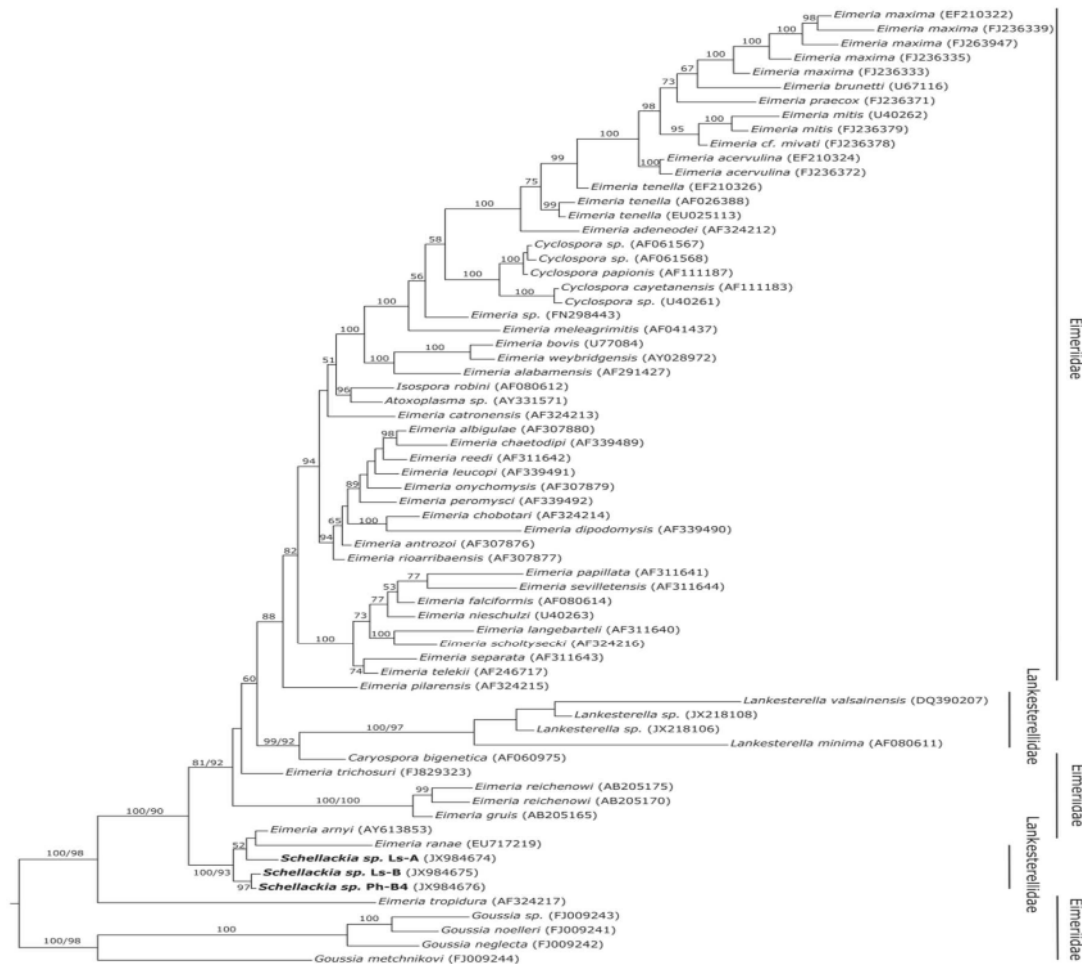 98 Eimeria maxima (EF210322)
100 Eimeria maxima (FJ236339)
100 Eimeria maxima (FJ263947)
100 Eimeria maxima (FJ236335)
67 Eimeria maxima (FJ236333)
73 Eimeria brunetti (U67116)
98 Eimeria praecox (FJ236371)
100 Eimeria mitis (U40262)
100 95 Eimeria mitis (FJ236379)
Eimeria cf. mivati (FJ236378)
99 100 Eimeria acervulina (EF210324)
Eimeria acervulina (FJ236372)
75 Eimeria tenella (EF210326)
100 99 Eimeria tenella (AF026388)
Eimeria tenella (EU025113)
58 Eimeria adeneodei (AF324212)
Cyclospora sp. (AF061567)
100 Cyclospora sp. (AF061568)
56 100 Cyclospora papionis (AF111187)
100 Cyclospora cayetanensis (AF111183)
Cyclospora sp. (U40261)
100 Eimeria sp. (FN298443)
100 Eimeria meleagrimitis (AF041437)
100 Eimeria bovis (U77084)
100 Eimeria weybridgensis (AY028972)
51 Eimeria alabamensis (AF291427)
96 Isospora robini (AF080612)
Atoxoplasma sp. (AY331571)
Eimeria catronensis (AF324213)
98 Eimeria albigulae (AF307880)
Eimeria chaetodipi (AF339489)
94 Eimeria reedi (AF311642)
Eimeria leucopi (AF339491)
89 Eimeria onychomysis (AF307879)
Eimeria peromysci (AF339492)
65 100 Eimeria chobotari (AF324214)
Eimeria dipodomysis (AF339490)
94 Eimeria antrozoi (AF307876)
82 Eimeria rioarribaensis (AF307877)
77 Eimeria papillata (AF311641)
53 Eimeria sevilletensis (AF311644)
77 Eimeria falciformis (AF080614)
88 73 Eimeria nieschulzi (U40263)
100 100 Eimeria langebarteli (AF311640)
Eimeria scholtysecki (AF324216)
Eimeria separata (AF311643)
74 Eimeria telekii (AF246717)
60 Eimeria pilarensis (AF324215)
Eimeriidae
Lankesterella valsainensis (DQ390207)
Lankesterella sp. (JX218108)
100/97 Lankesterella sp. (JX218106)
99/92 Lankesterella minima (AF080611)
Lankesterellidae
Caryospora bigenetica (AF060975)
81/92 Eimeria trichosuri (FJ829323)
99 Eimeria reichenowi (AB205175)
100/100 Eimeria reichenowi (AB205170)
100/90 Eimeria gruis (AB205165)
Eimeriidae
Eimeria arnyi (AY613853)
52 Eimeria ranae (EU717219)
100/98 Schellackia sp. Ls-A (JX984674)
100/93 Schellackia sp. Ls-B (JX984675)
97 Schellackia sp. Ph-B4 (JX984676)
Lankesterellidae
Eimeria tropidura (AF324217)
100 Goussia sp. (FJ009243)
100 Goussia noelleri (FJ009241)
100/98 Goussia neglecta (FJ009242)
Goussia metchnikovi (FJ009244)
Eimeriidae